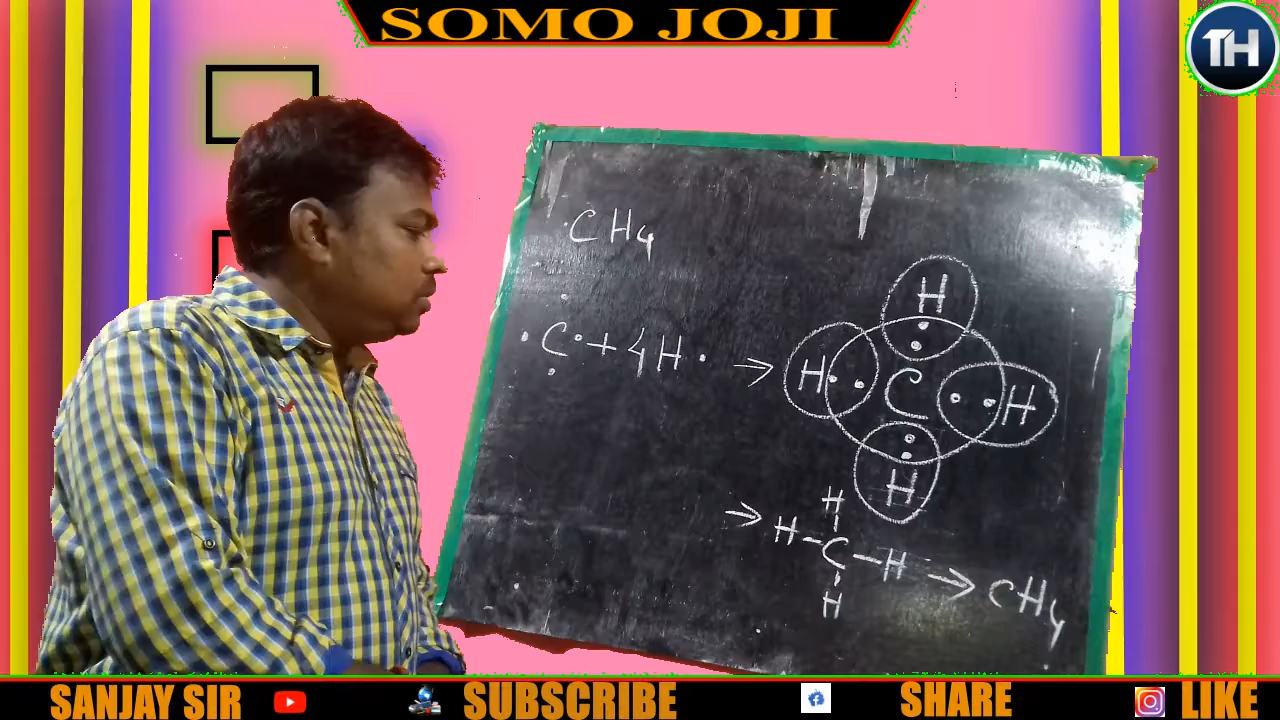 SOMO JOJI
TH
CH4
C + 4H →
H
H C H
H
→ H
H-C-H → CH4
H
SANJAY SIR SUBSCRIBE SHARE LIKE